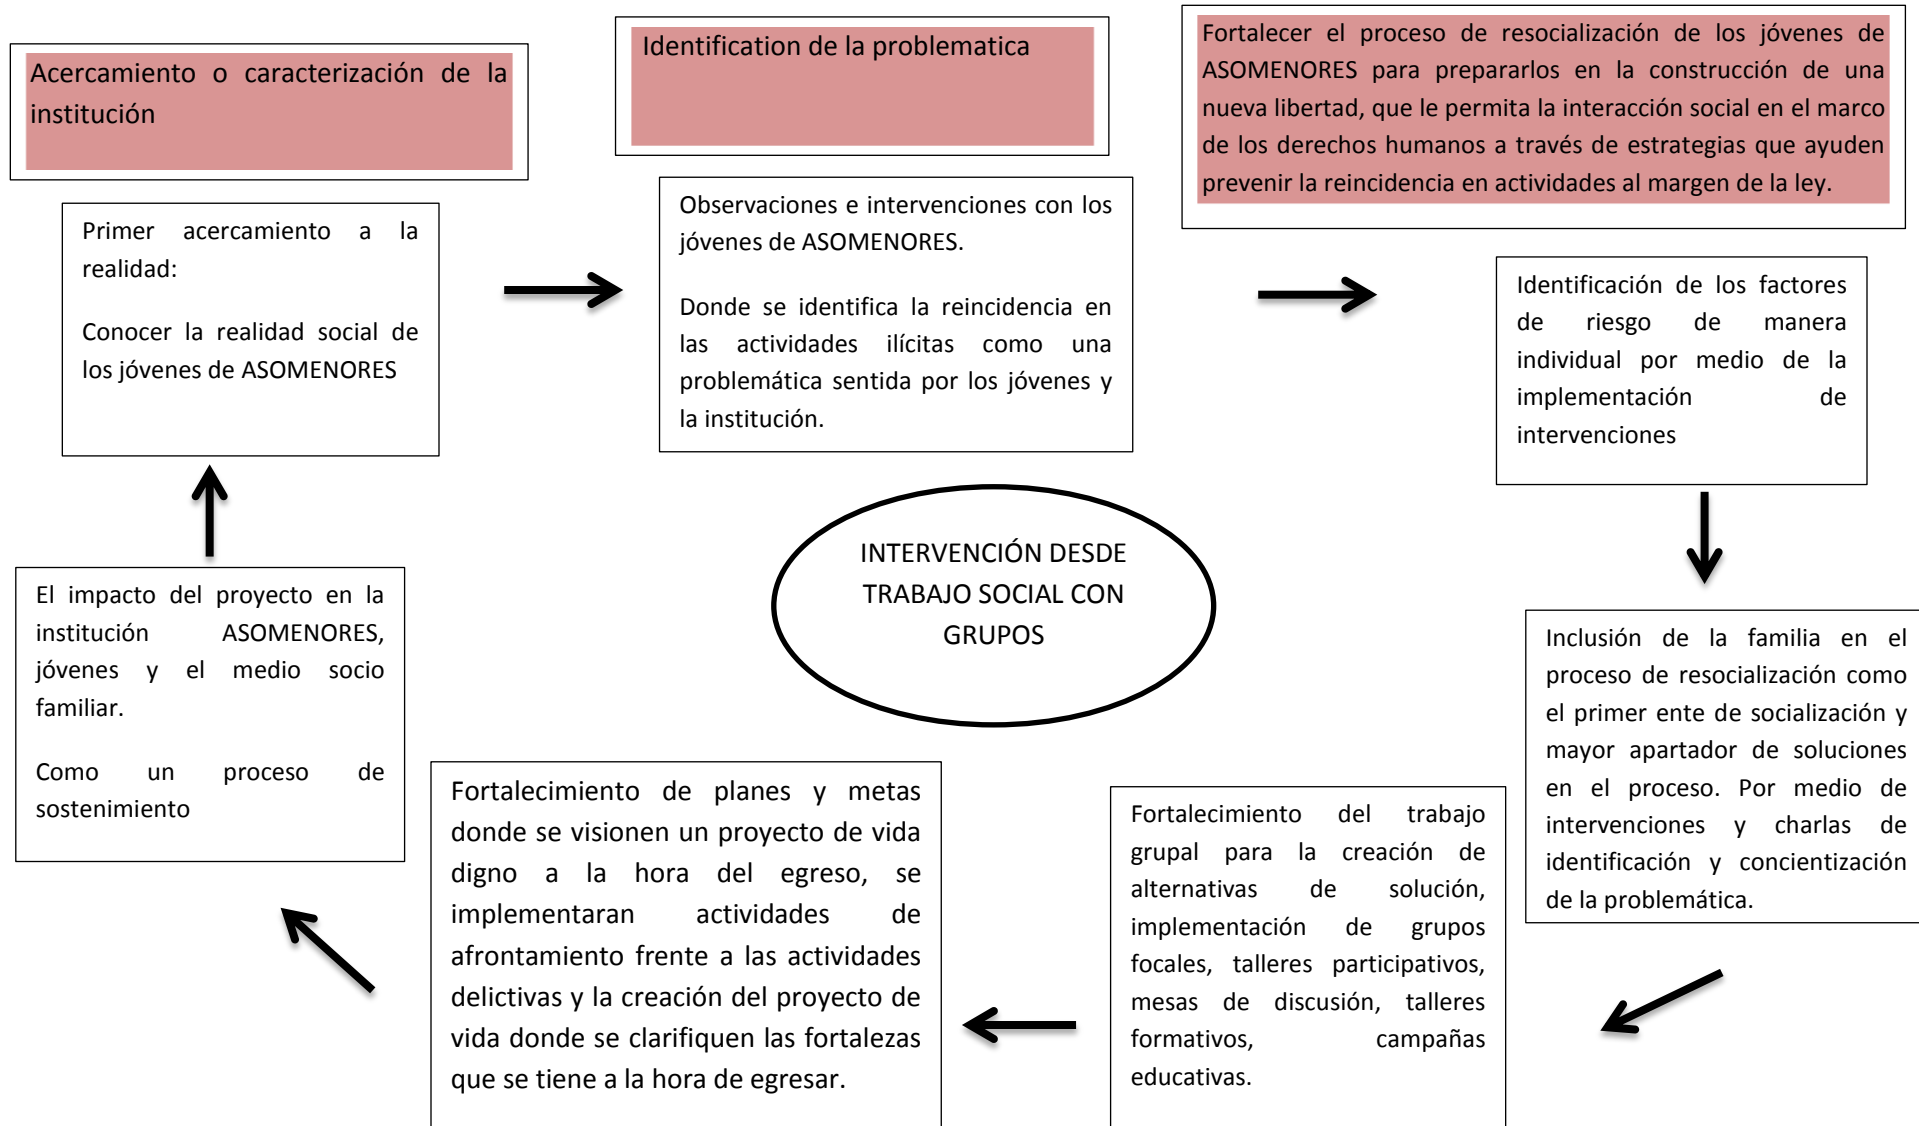 Acercamiento o caracterización de la
institución
Identification de la problematica
Fortalecer el proceso de resocialización de los jóvenes de
ASOMENORES para prepararlos en la construcción de una
nueva libertad, que le permita la interacción social en el marco
de los derechos humanos a través de estrategias que ayuden
prevenir la reincidencia en actividades al margen de la ley.
Primer acercamiento a la
realidad:
Conocer la realidad social de
los jóvenes de ASOMENORES
Observaciones e intervenciones con los
jóvenes de ASOMENORES.
Donde se identifica la reincidencia en
las actividades ilícitas como una
problemática sentida por los jóvenes y
la institución.
Identificación de los factores
de riesgo de manera
individual por medio de la
implementación de
intervenciones
INTERVENCIÓN DESDE
TRABAJO SOCIAL CON
GRUPOS
Inclusión de la familia en el
proceso de resocialización como
el primer ente de socialización y
mayor apartador de soluciones
en el proceso. Por medio de
intervenciones y charlas de
identificación y concientización
de la problemática.
Fortalecimiento del trabajo
grupal para la creación de
alternativas de solución,
implementación de grupos
focales, talleres participativos,
mesas de discusión, talleres
formativos, campañas
educativas.
Fortalecimiento de planes y metas
donde se visionen un proyecto de vida
digno a la hora del egreso, se
implementaran actividades de
afrontamiento frente a las actividades
delictivas y la creación del proyecto de
vida donde se clarifiquen las fortalezas
que se tiene a la hora de egresar.
El impacto del proyecto en la
institución ASOMENORES,
jóvenes y el medio socio
familiar.
Como un proceso de
sostenimiento